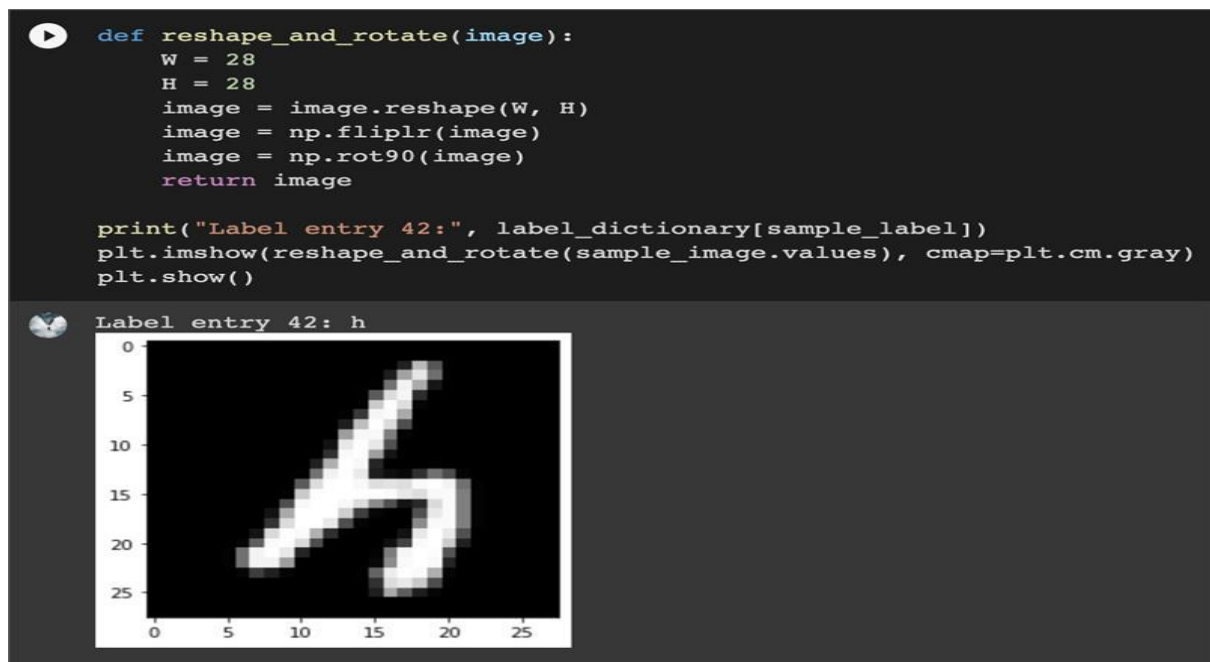 def reshape_and_rotate(image):
    W = 28
    H = 28
    image = image.reshape(W, H)
    image = np.fliplr(image)
    image = np.rot90(image)
    return image
print("Label entry 42:", label_dictionary[sample_label])
plt.imshow(reshape_and_rotate(sample_image.values), cmap=plt.cm.gray)
plt.show()
Label entry 42: h
0
5
10
15
20
25
h
0 5 10 15 20 25